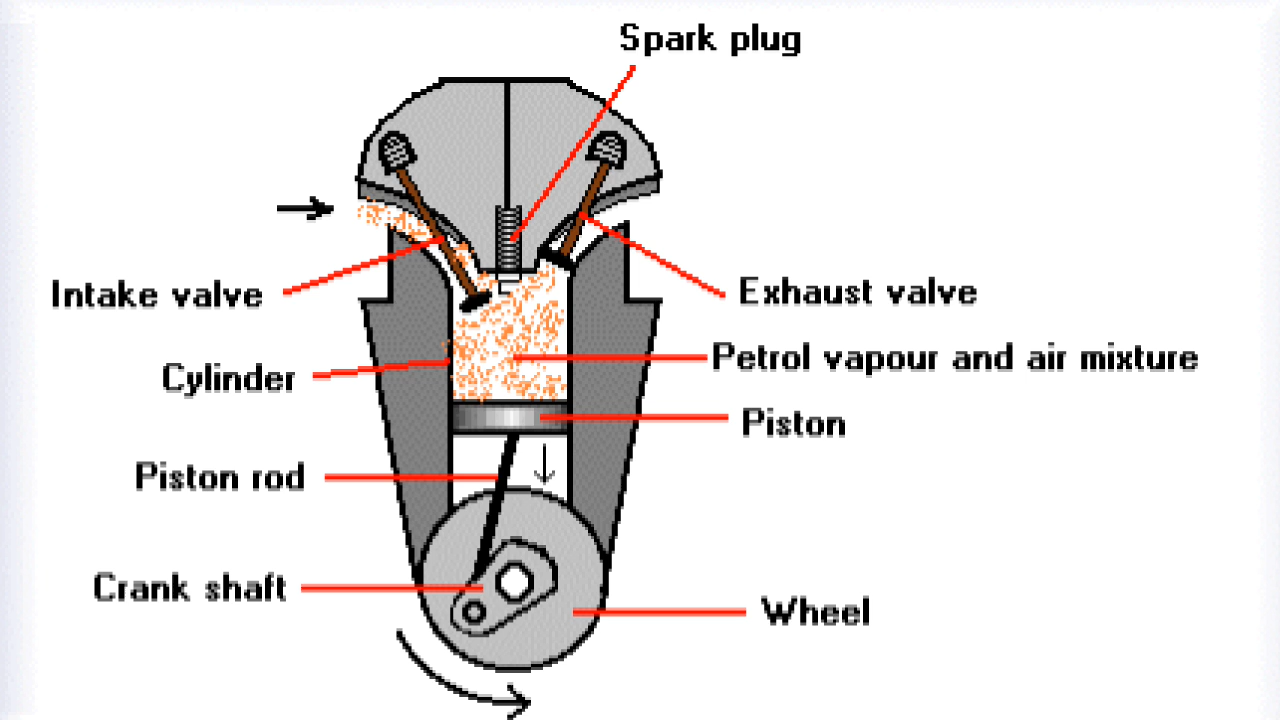 Spark plug
Intake valve
Exhaust valve
Petrol vapour and air mixture
Cylinder
Piston
Piston rod
Crank shaft
Wheel